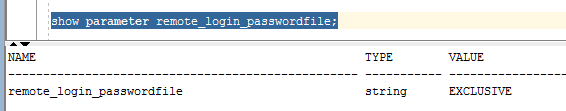 show parameter remote_login_passwordfile;
NAME TYPE VALUE
------------------------------------------------ ----------- ----------------
remote_login_passwordfile string EXCLUSIVE